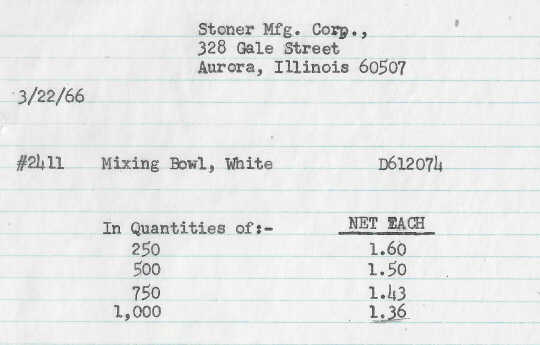 Stoner Mfg. Corp.,
328 Gale Street
Aurora, Illinois 60507
3/22/66
#2411 Mixing Bowl, White D612074
In Quantities of:- NET EACH
250 1.60
500 1.50
750 1.43
1,000 1.36